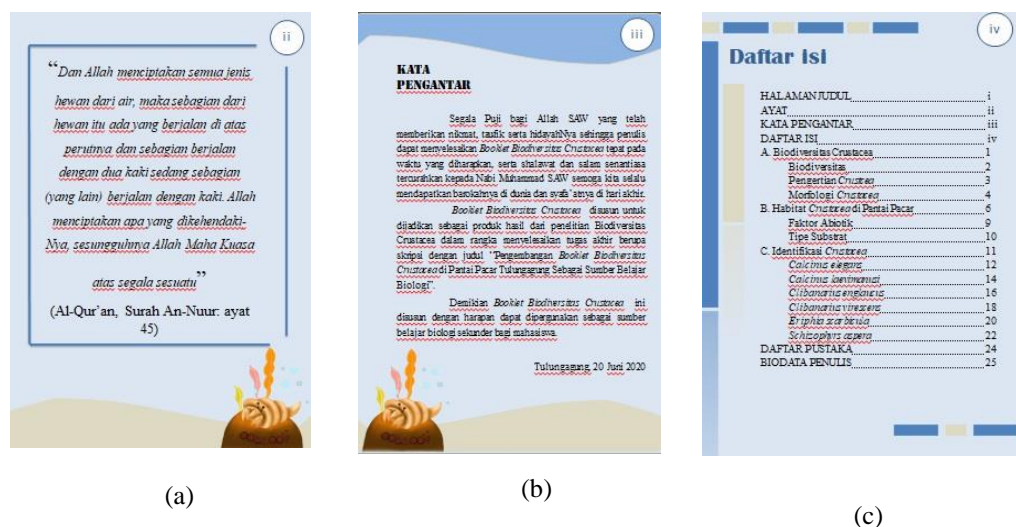 ii
“Dan Allah menciptakan semua jenis
hewan dari air, maka sebagian dari
hewan itu ada yang berjalan di atas
perutnya dan sebagian berjalan
dengan dua kaki sedang sebagian
(yang lain) berjalan dengan kaki. Allah
menciptakan apa yang dikehendaki-
Nya, sesungguhnya Allah Maha Kuasa
atas segala sesuatu”
(Al-Qur'an, Surah An-Nuur: ayat
45)
(a)
iii
KATA
PENGANTAR
Segala Puji bagi Allah SAW yang telah
memberikan nikmat, taufik serta hidayahNya sehingga penulis
dapat menyelesaikan Booklet Biodiversitas Crustacea tepat pada
waktu yang diharapkan, serta shalawat dan salam senantiasa
tercurahkan kepada Nabi Muhammad SAW semoga kita selalu
mendapatkan barokahnya di dunia dan syafa'atnya di hari akhir.
Booklet Biodiversitas Crustacea disusun untuk
dijadikan sebagai produk hasil dari penelitian Biodiversitas
Crustacea dalam rangka menyelesaikan tugas akhir berupa
skripsi dengan judul "Pengembangan Booklet Biodiversitas
Crustacea di Pantai Pacar Tulungagung Sebagai Sumber Belajar
Biologi".
Demikian Booklet Biodiversitas Crustacea ini
disusun dengan harapan dapat dipergunakan sebagai sumber
belajar biologi sekunder bagi mahasiswa.
Tulungagung, 20 Juni 2020
(b)
iv
Daftar isi
HALAMAN JUDUL i
AYAT ii
KATA PENGANTAR iii
DAFTAR ISI iv
A. Biodiversitas Crustacea 1
Biodiversitas 2
Pengertian Crustcea 3
Morfologi Crustacea 4
B. Habitat Crustacea di Pantai Pacar 6
Faktor Abiotik 9
Tipe Substrat 10
C. Identifikasi Crustacea 11
Calcinus elegans 12
Calcinus laevimanusi 14
Clibanarius englaucus 16
Clibanarius virescens 18
Eriphia scarbicula 20
Schizophrys aspera 22
DAFTAR PUSTAKA 24
BIODATA PENULIS 25
(c)